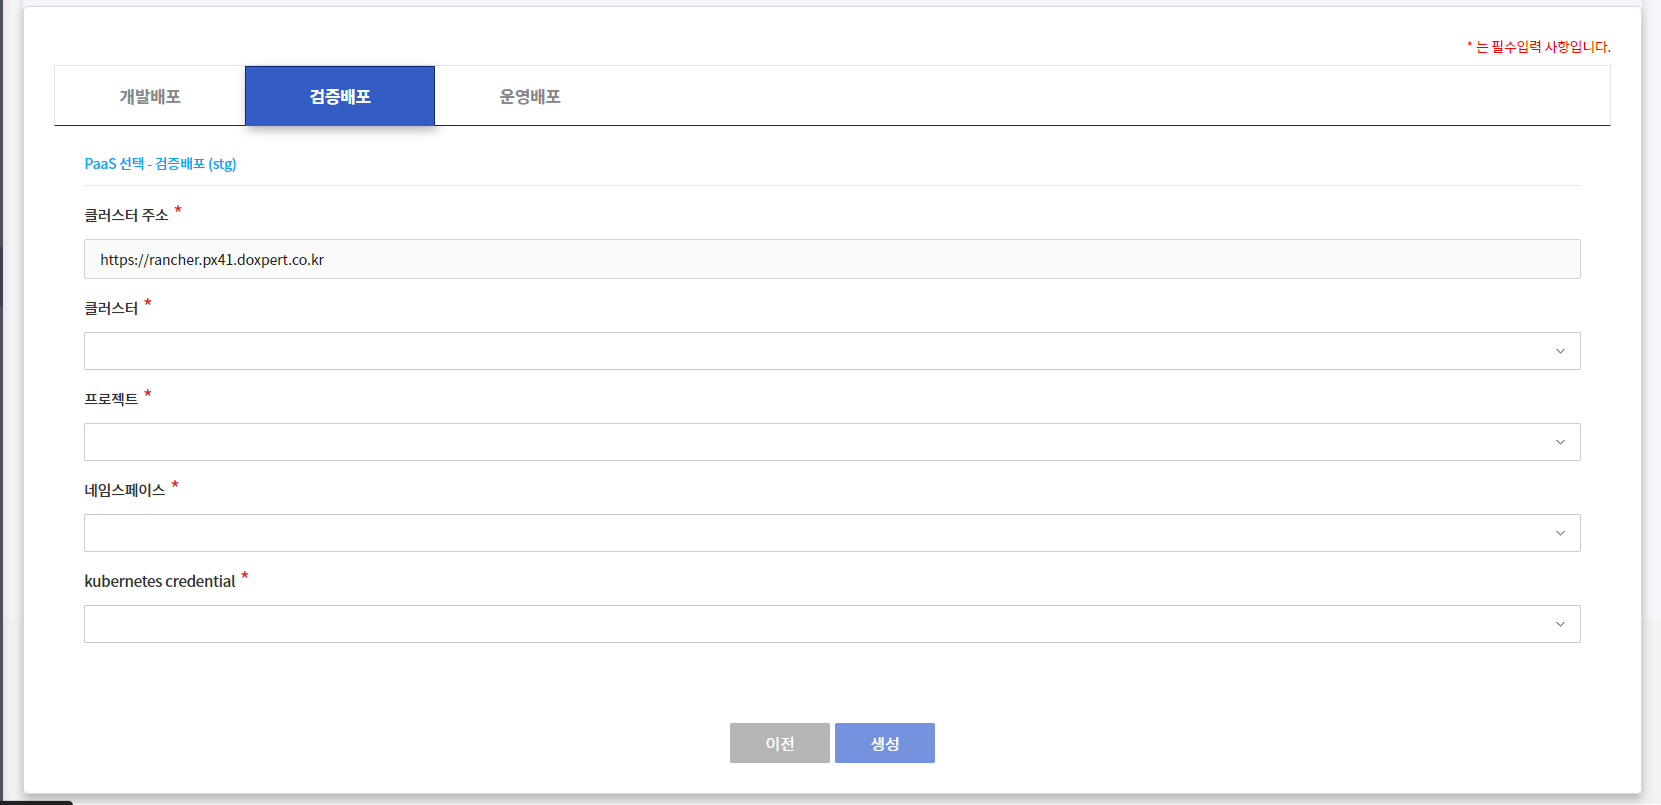 * 는 필수입력 사항입니다.
개발배포 검증배포 운영배포
PaaS 선택 - 검증배포 (stg)
클러스터 주소 *
https://rancher.px41.doxpert.co.kr
클러스터 *
프로젝트 *
네임스페이스 *
kubernetes credential *
이전 생성